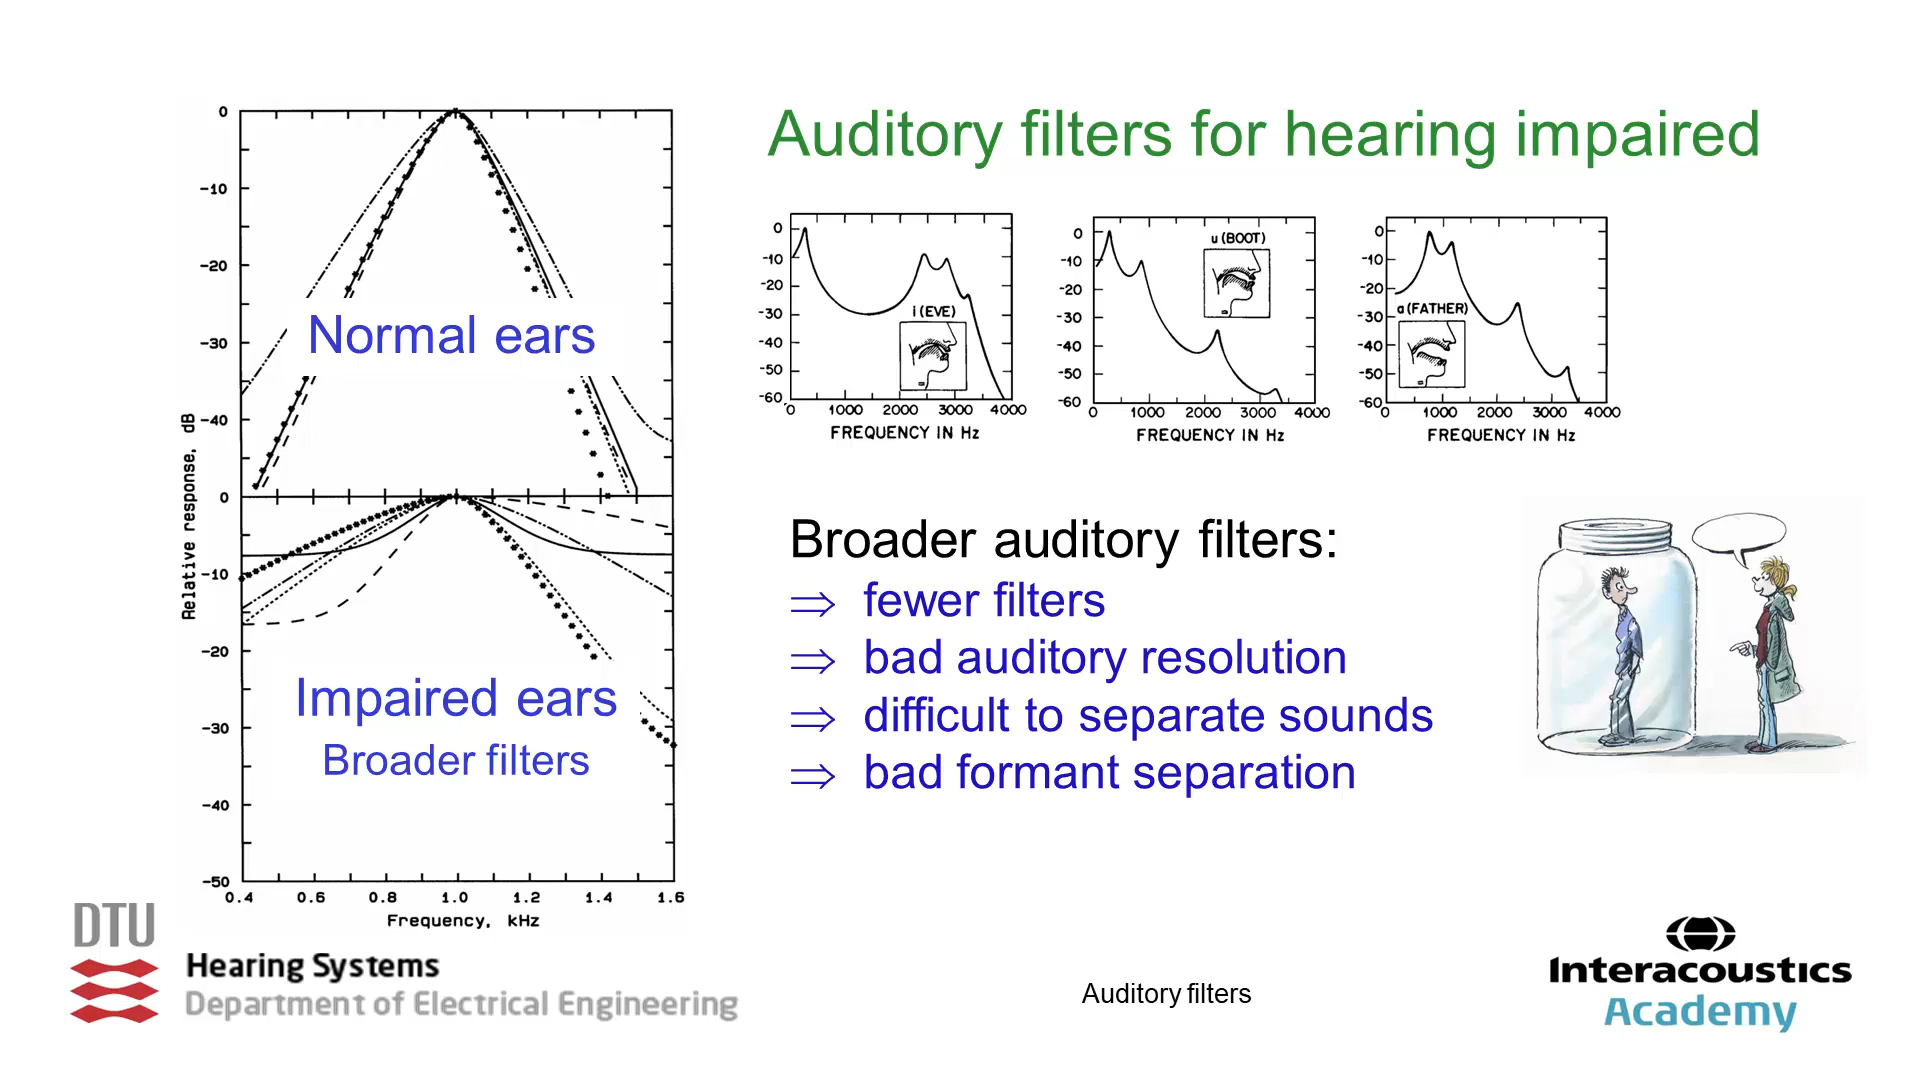 Auditory filters for hearing impaired
0
-10
-20
-30
-40
0
-10
-20
-30
-40
-50
Relative response, dB
Normal ears
Impaired ears
Broader filters
0.4 0.6 0.8 1.0 1.2 1.4 1.6
Frequency, kHz
0
-10
-20
-30
-40
-50
-60
i (EVE)
0 1000 2000 3000 4000
FREQUENCY IN Hz
0
-10
-20
-30
-40
-50
-60
u (BOOT)
0 1000 2000 3000 4000
FREQUENCY IN Hz
0
-10
-20
-30
-40
-50
-60
a (FATHER)
0 1000 2000 3000 4000
FREQUENCY IN Hz
Broader auditory filters:
⇒ fewer filters
⇒ bad auditory resolution
⇒ difficult to separate sounds
⇒ bad formant separation
DTU
Hearing Systems
Department of Electrical Engineering
Auditory filters
Interacoustics
Academy